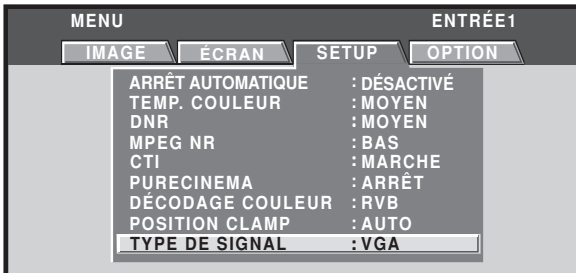 MENU ENTRÉE1
IMAGE ÉCRAN SETUP OPTION
ARRÊT AUTOMATIQUE : DÉSACTIVÉ
TEMP. COULEUR : MOYEN
DNR : MOYEN
MPEG NR : BAS
CTI : MARCHE
PURECINEMA : ARRÊT
DÉCODAGE COULEUR : RVB
POSITION CLAMP : AUTO
TYPE DE SIGNAL : VGA